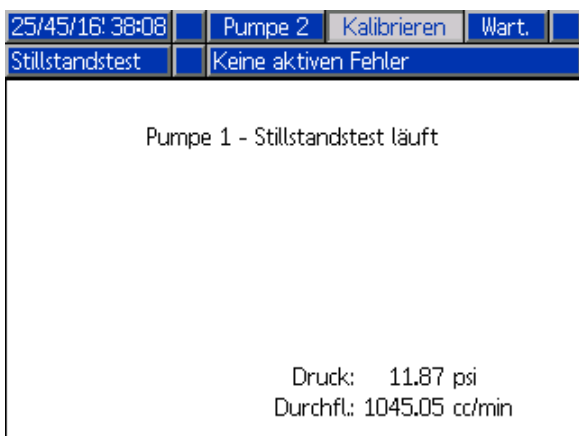 25/45/16 38:08 Pumpe 2 Kalibrieren Wart.
Stillstandstest Keine aktiven Fehler
Pumpe 1 - Stillstandstest läuft
Druck: 11.87 psi
Durchfl.: 1045.05 cc/min